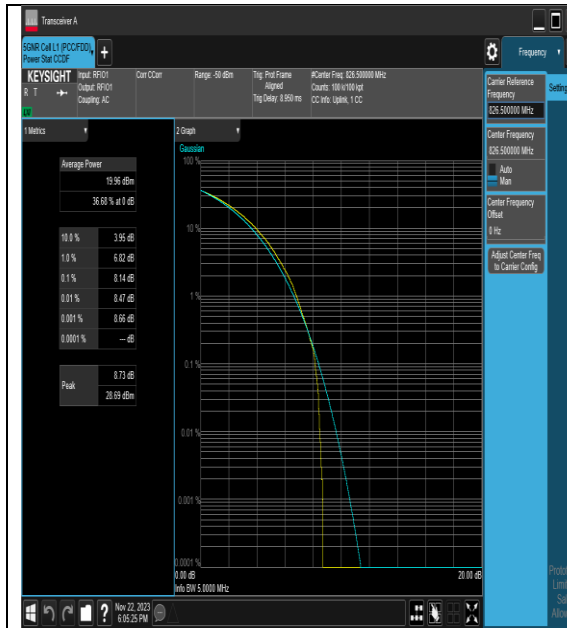 Transceiver A
5GNR Cell L1 (PCC/FDD),
Power Stat CCDF
+
Frequency
KEYSIGHT
R T
Input: RFIO1
Output: RFIO1
Coupling: AC
Corr CCorr
Range: -50 dBm
Trig: Prot Frame
Aligned
Trig Delay: 8.950 ms
#Center Freq: 826.500000 MHz
Counts: 100 k/100 kpt
CC Info: Uplink, 1 CC
1 Metrics
Average Power
19.96 dBm
36.68 % at 0 dB
10.0 % 3.95 dB
1.0 % 6.82 dB
0.1 % 8.14 dB
0.01 % 8.47 dB
0.001 % 8.66 dB
0.0001 % --- dB
Peak
8.73 dB
28.69 dBm
2 Graph
Gaussian
100 %
10 %
1 %
0.1 %
0.01 %
0.001 %
0.0001 %
0.00 dB
20.00 dB
Info BW 5.0000 MHz
Carrier Reference
Frequency
826.500000 MHz
Center Frequency
826.500000 MHz
Auto
Man
Center Frequency
Offset
0 Hz
Adjust Center Freq
to Carrier Config
Setting
Proto
Limi
Sa
Allow
?
Nov 22, 2023
6:05:25 PM